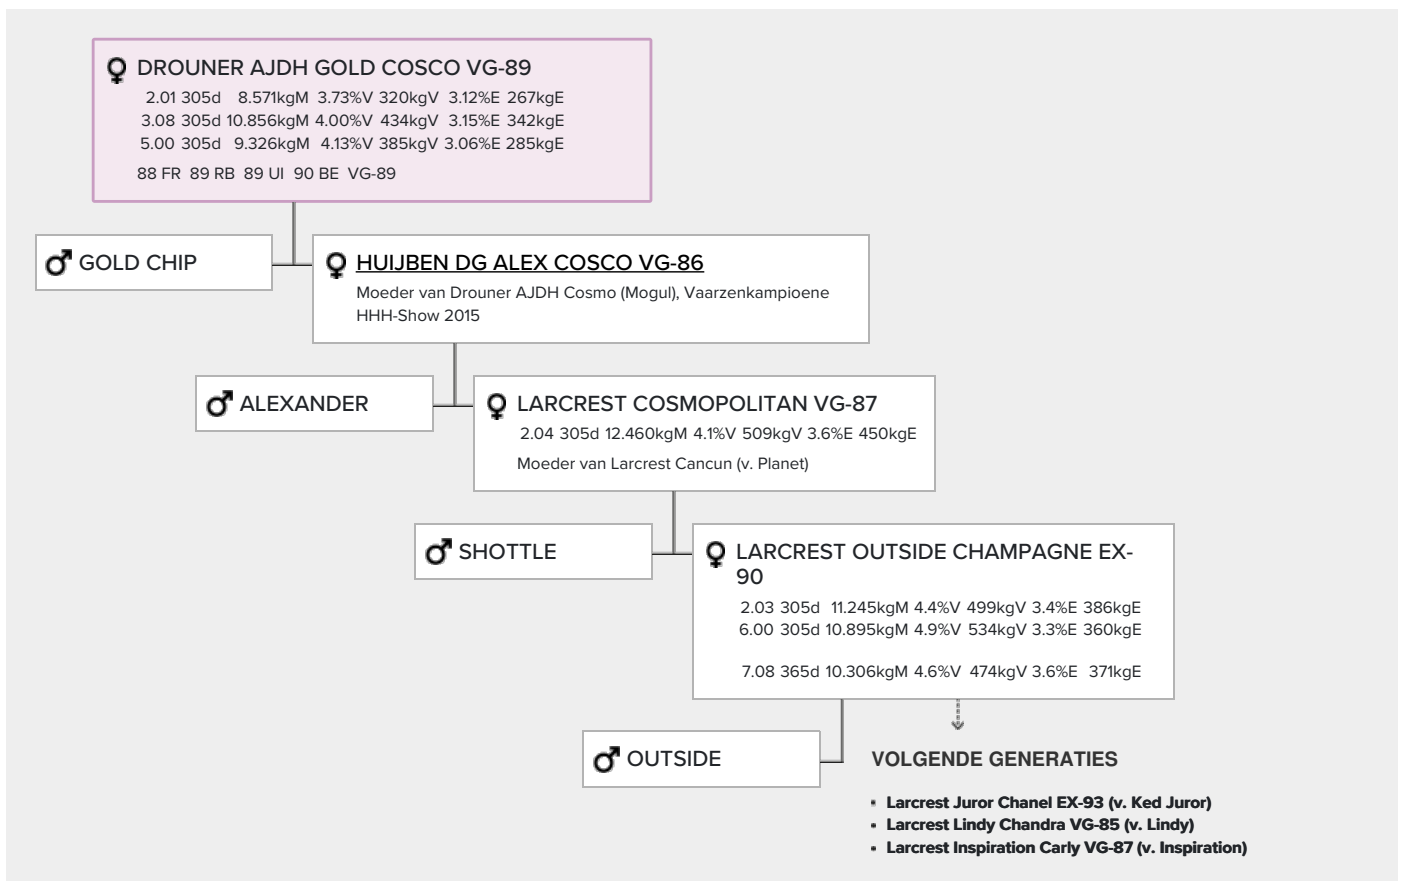 DROUNER AJDH GOLD COSCO VG-89
2.01 305d 8.571kgM 3.73%V 320kgV 3.12%E 267kgE
3.08 305d 10.856kgM 4.00%V 434kgV 3.15%E 342kgE
5.00 305d 9.326kgM 4.13%V 385kgV 3.06%E 285kgE
88 FR 89 RB 89 UI 90 BE VG-89
GOLD CHIP
HUIJBEN DG ALEX COSCO VG-86
Moeder van Drouner AJDH Cosmo (Mogul), Vaarzenkampioene
HHH-Show 2015
ALEXANDER
LARCREST COSMOPOLITAN VG-87
2.04 305d 12.460kgM 4.1%V 509kgV 3.6%E 450kgE
Moeder van Larcrest Cancun (v. Planet)
SHOTTLE
LARCREST OUTSIDE CHAMPAGNE EX-
90
2.03 305d 11.245kgM 4.4%V 499kgV 3.4%E 386kgE
6.00 305d 10.895kgM 4.9%V 534kgV 3.3%E 360kgE
7.08 365d 10.306kgM 4.6%V 474kgV 3.6%E 371kgE
OUTSIDE
VOLGENDE GENERATIES
▪ Larcrest Juror Chanel EX-93 (v. Ked Juror)
▪ Larcrest Lindy Chandra VG-85 (v. Lindy)
▪ Larcrest Inspiration Carly VG-87 (v. Inspiration)